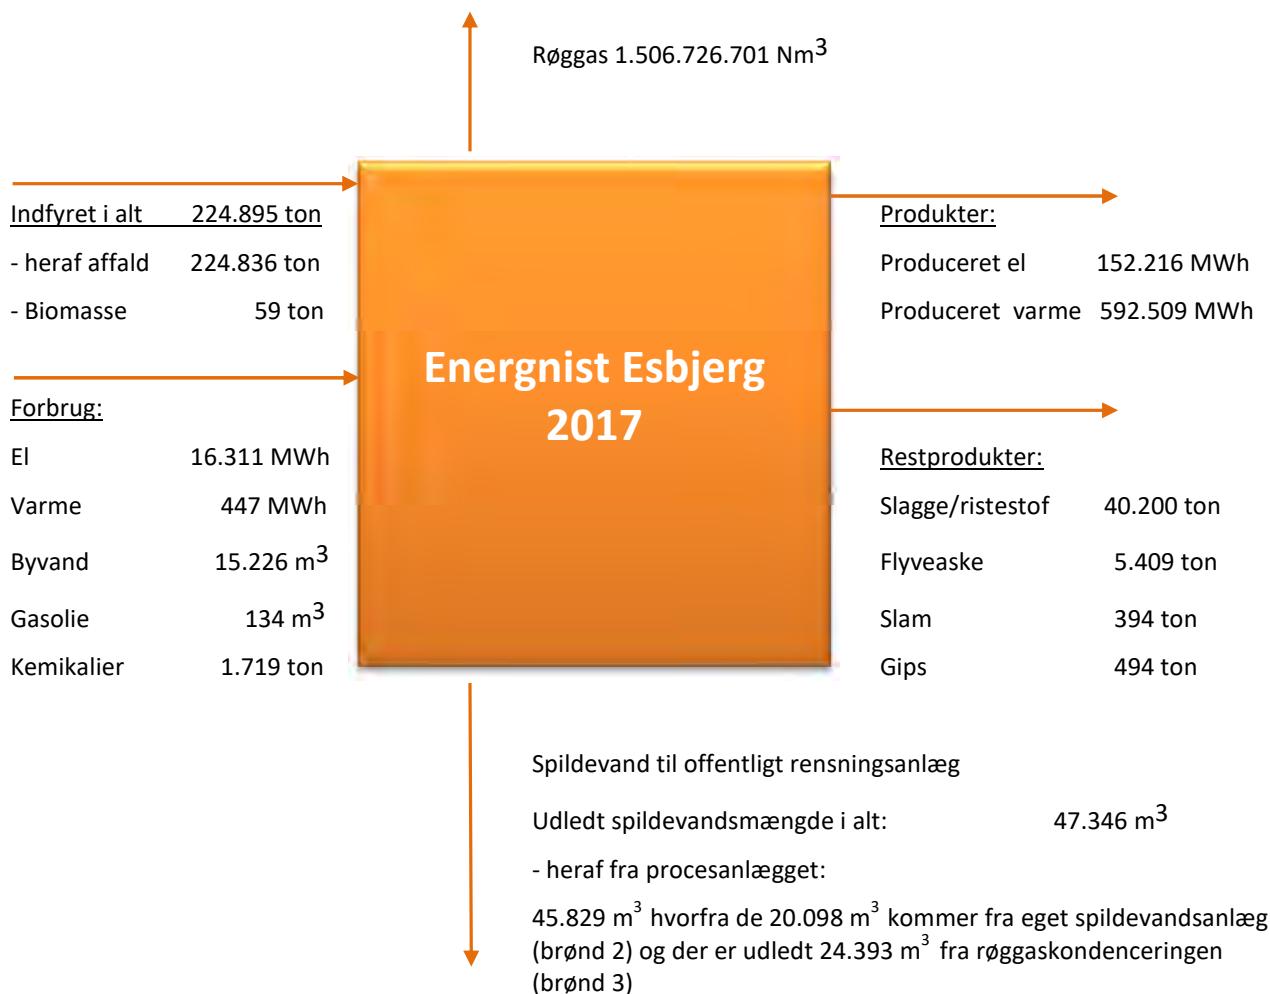 Røggas 1.506.726.701 Nm³
Indfyret i alt 224.895 ton
- heraf affald 224.836 ton
- Biomasse 59 ton
Forbrug:
El 16.311 MWh
Varme 447 MWh
Byvand 15.226 m³
Gasolie 134 m³
Kemikalier 1.719 ton
Energnist Esbjerg
2017
Produkter:
Produceret el 152.216 MWh
Produceret varme 592.509 MWh
Restprodukter:
Slagge/ristestof 40.200 ton
Flyveaske 5.409 ton
Slam 394 ton
Gips 494 ton
Spildevand til offentligt rensningsanlæg
Udledt spildevandsmængde i alt: 47.346 m³
- heraf fra procesanlægget:
45.829 m³ hvorfra de 20.098 m³ kommer fra eget spildevandsanlæg
(brønd 2) og der er udledt 24.393 m³ fra røggaskondenceringen
(brønd 3)